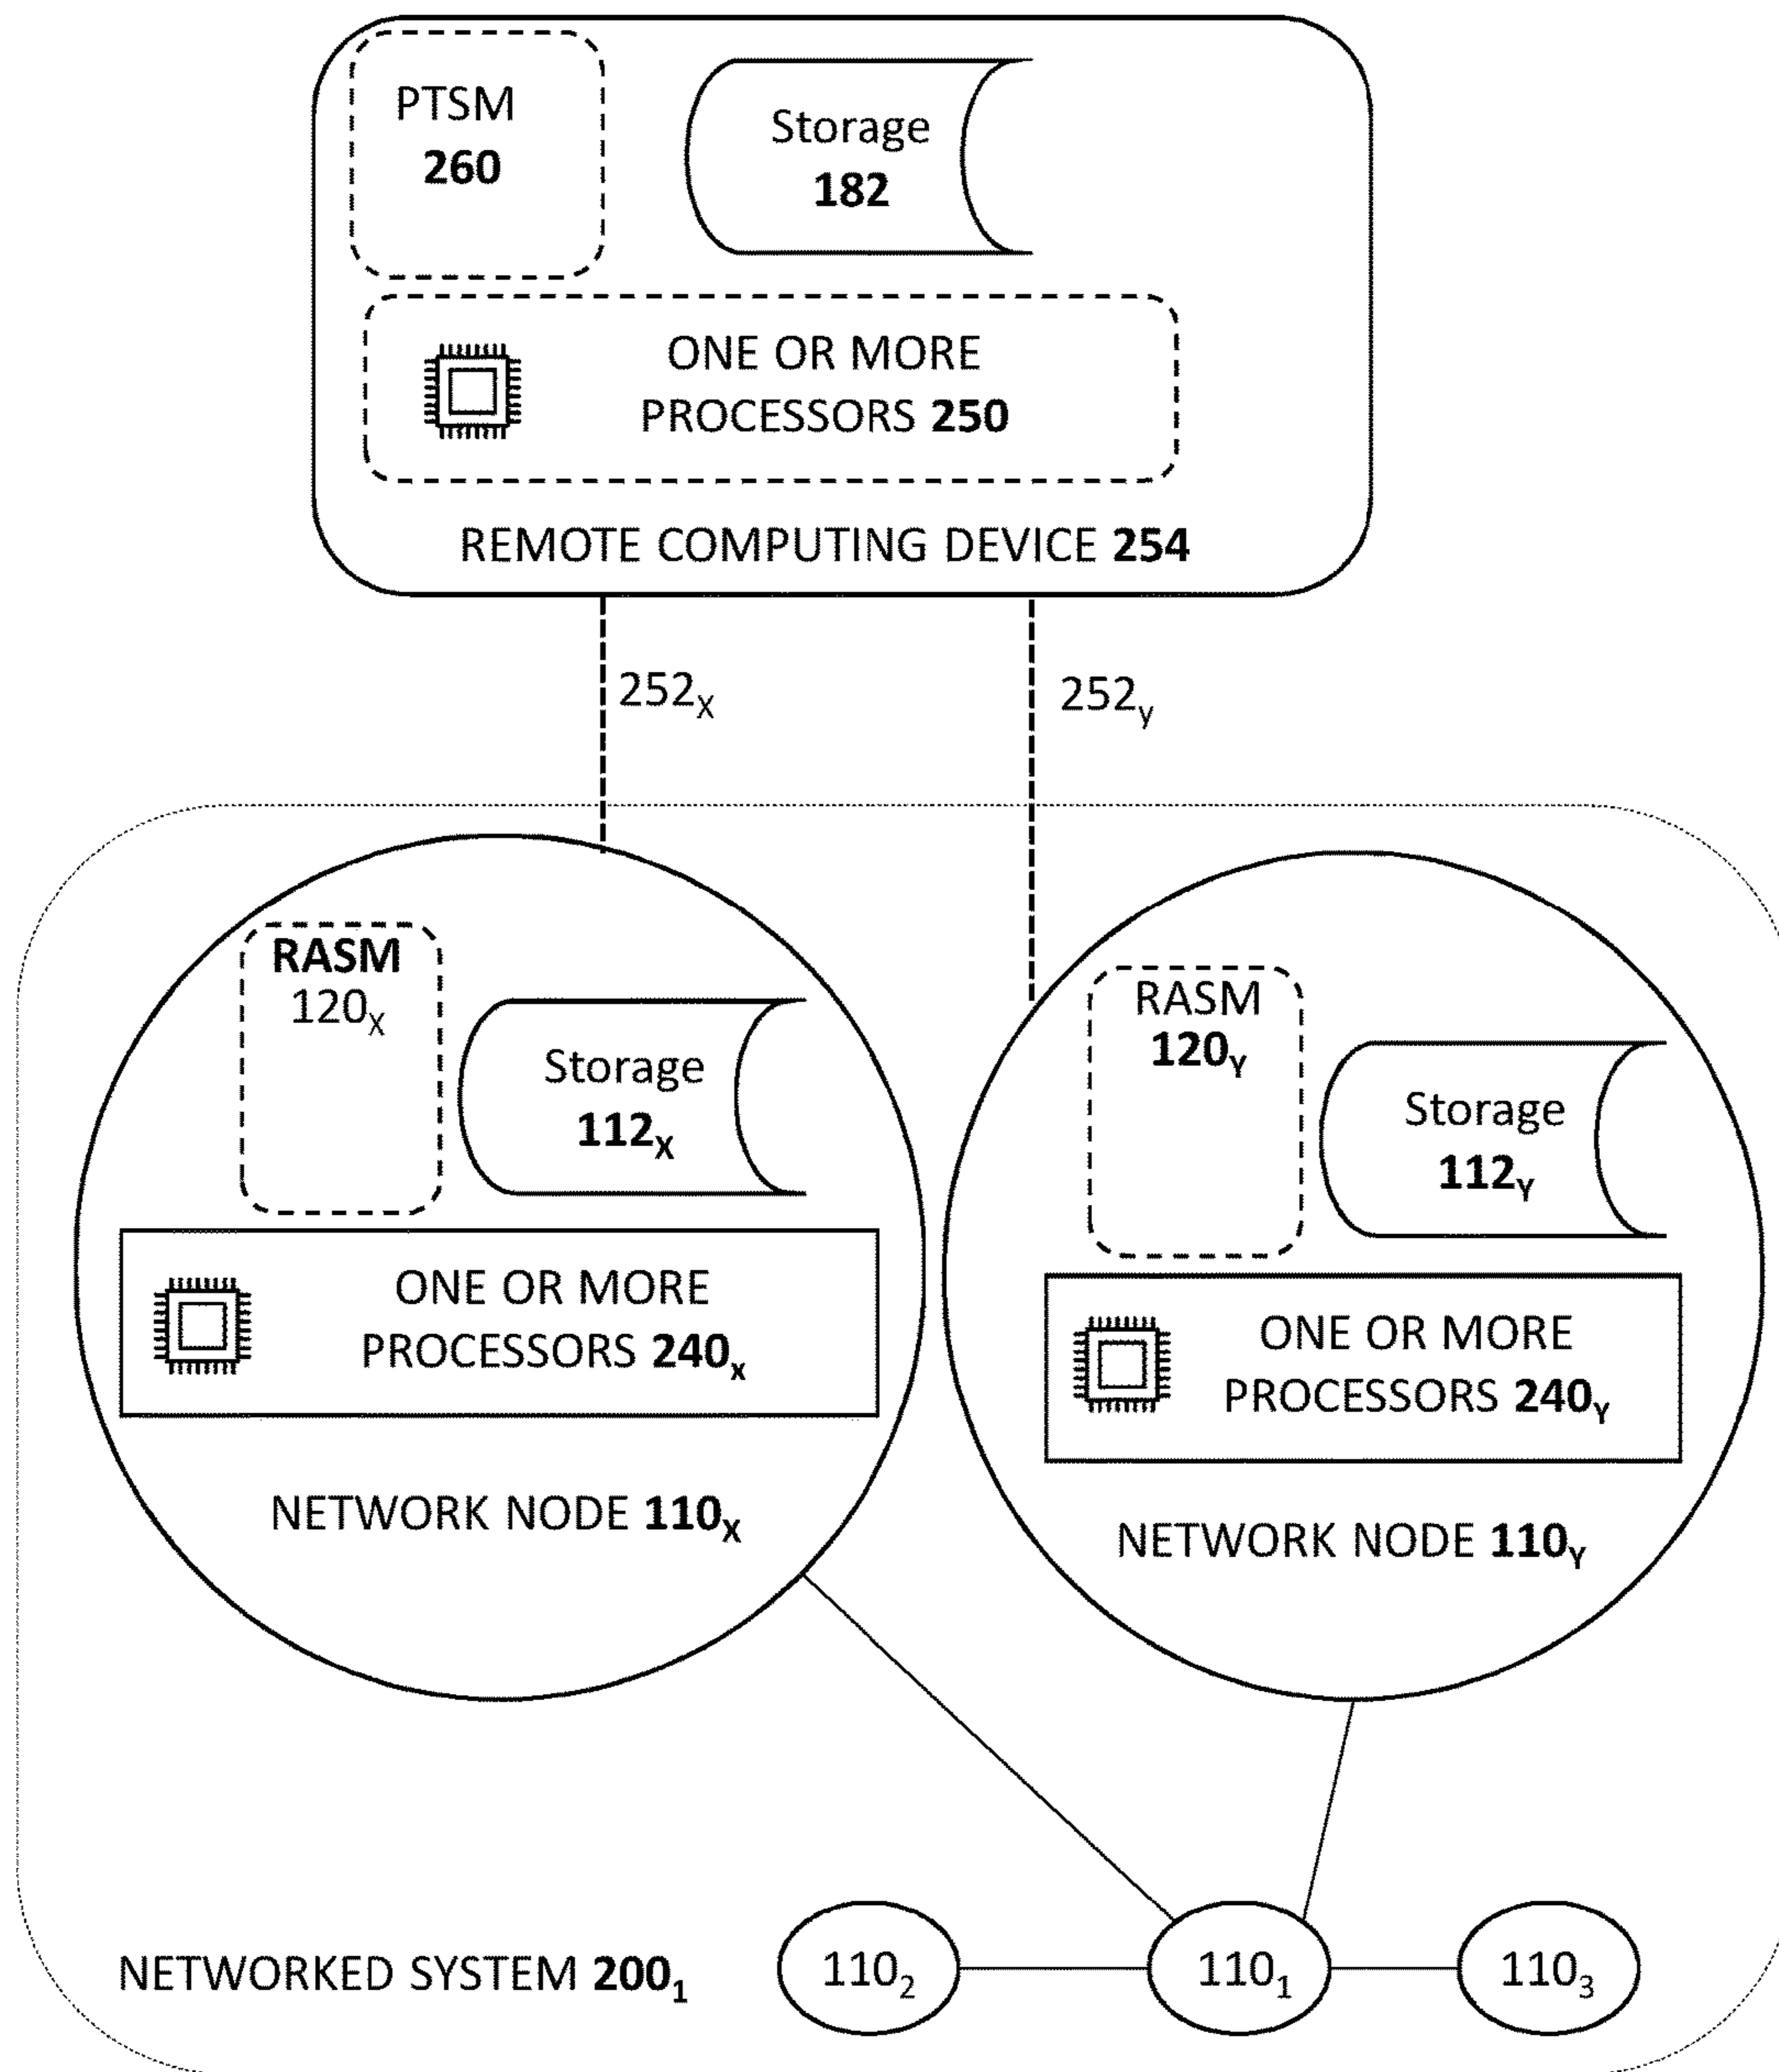 PTSM
260
Storage
182
ONE OR MORE
PROCESSORS 250
REMOTE COMPUTING DEVICE 254
252X
252y
RASM
120X
Storage
112X
ONE OR MORE
PROCESSORS 240x
NETWORK NODE 110X
RASM
120Y
Storage
112Y
ONE OR MORE
PROCESSORS 240Y
NETWORK NODE 110Y
NETWORKED SYSTEM 200₁
110₂
110₁
110₃